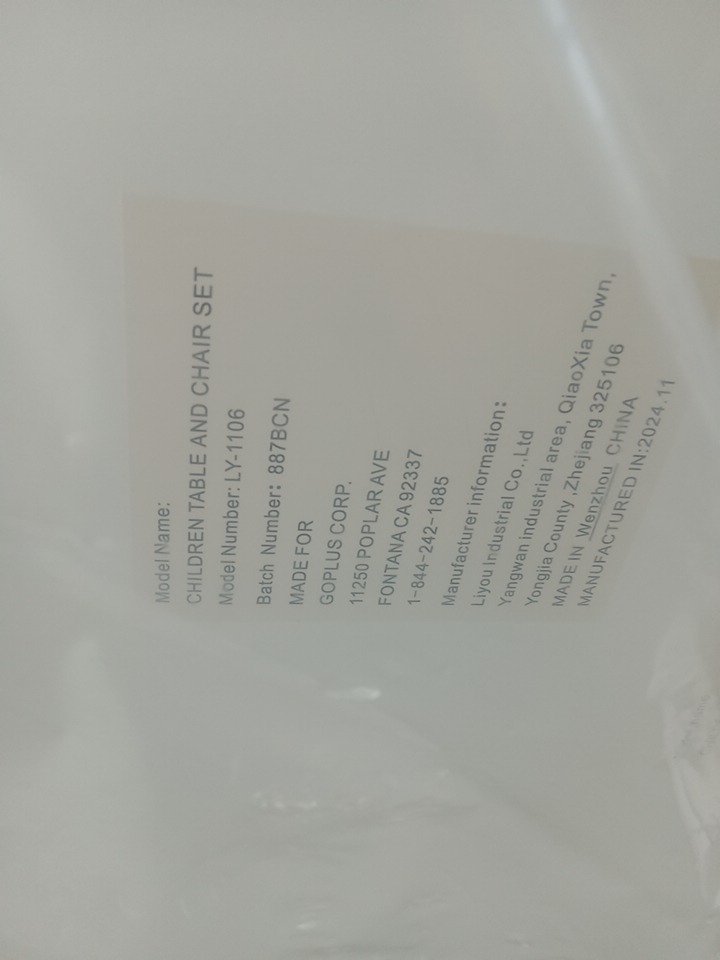 Model Name:
CHILDREN TABLE AND CHAIR SET
Model Number: LY-1106
Batch Number: 887BCN
MADE FOR
GOPLUS CORP.
11250 POPLAR AVE
FONTANA CA 92337
1-844-242-1885
Manufacturer information:
Liyou Industrial Co.,Ltd
Yangwan industrial area, QiaoXia Town,
Yongjia County ,Zhejiang 325106
MADE IN Wenzhou CHINA
MANUFACTURED IN:2024.11